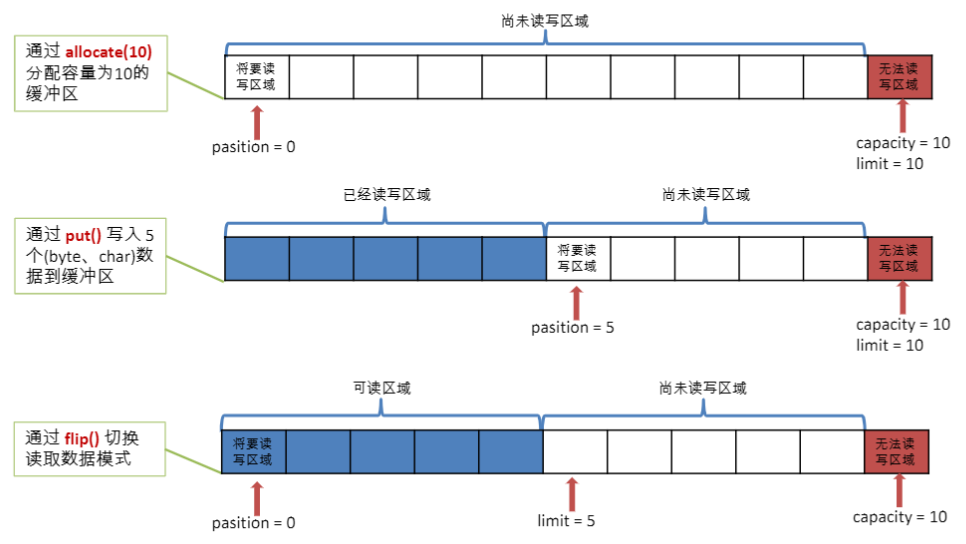 尚未读写区域
通过 allocate(10)
分配容量为10的
缓冲区
将要读
写区域
无法读
写区域
pasition = 0
capacity = 10
limit = 10
已经读写区域
尚未读写区域
通过 put() 写入 5
个(byte、char)数
据到缓冲区
将要读
写区域
无法读
写区域
pasition = 5
capacity = 10
limit = 10
可读区域
尚未读写区域
通过 flip() 切换
读取数据模式
将要读
写区域
无法读
写区域
pasition = 0
limit = 5
capacity = 10